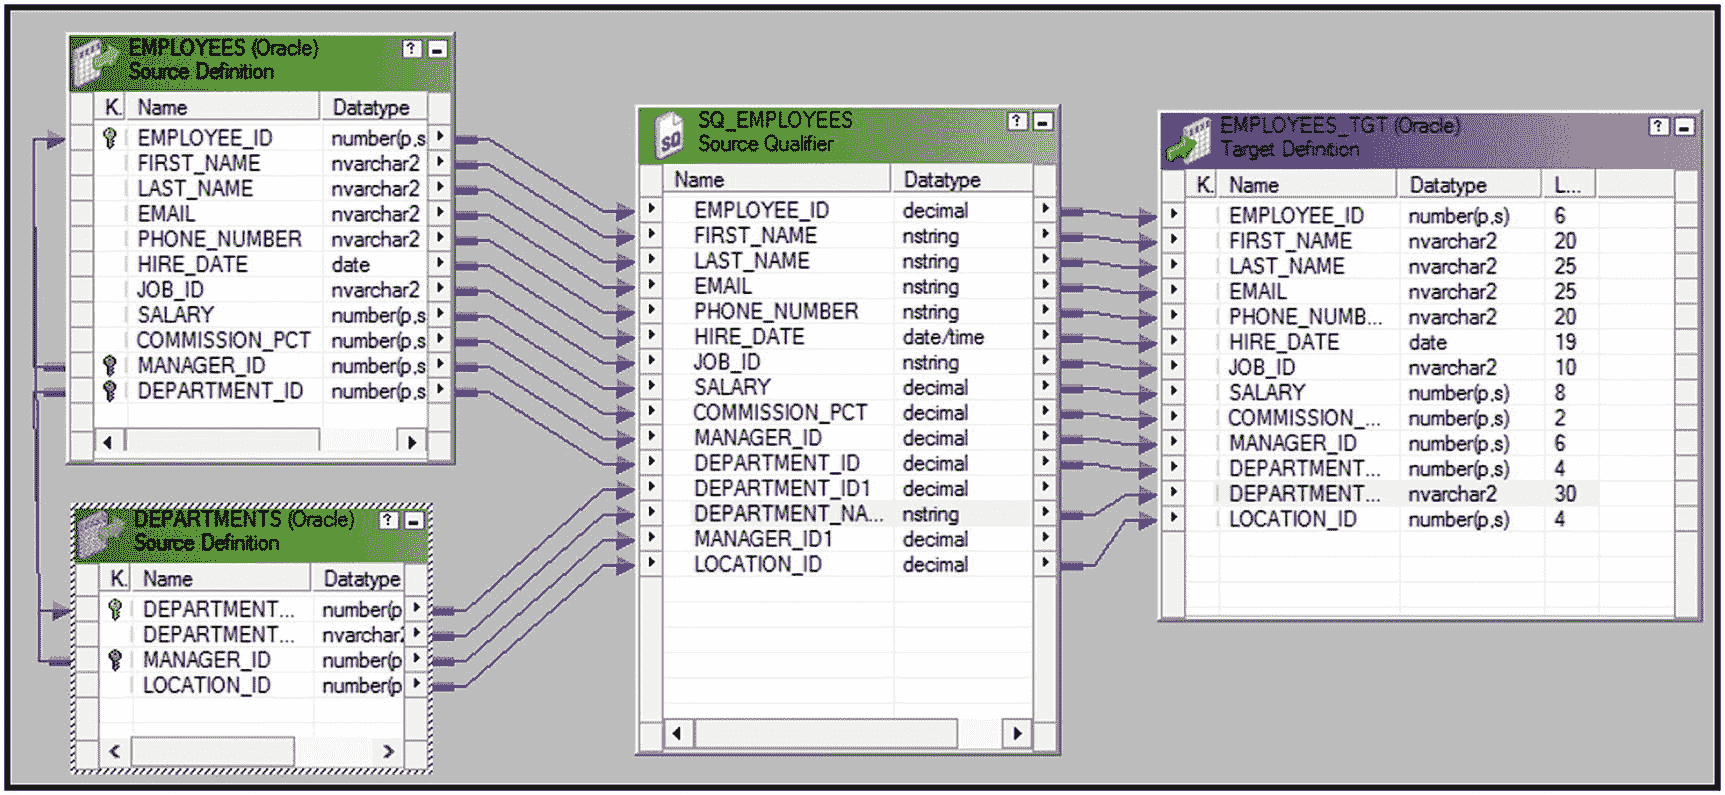 EMPLOYEES (Oracle)
Source Definition
K. Name Datatype
EMPLOYEE_ID number(p,s
FIRST_NAME nvarchar2
LAST_NAME nvarchar2
EMAIL nvarchar2
PHONE_NUMBER nvarchar2
HIRE_DATE date
JOB_ID nvarchar2
SALARY number(p,s
COMMISSION_PCT number(p,s
MANAGER_ID number(p,s
DEPARTMENT_ID number(p,s
DEPARTMENTS (Oracle)
Source Definition
K. Name Datatype
DEPARTMENT... number(p
DEPARTMENT... nvarchar2
MANAGER_ID number(p
LOCATION_ID number(p
SQ_EMPLOYEES
Source Qualifier
Name Datatype
EMPLOYEE_ID decimal
FIRST_NAME nstring
LAST_NAME nstring
EMAIL nstring
PHONE_NUMBER nstring
HIRE_DATE date/time
JOB_ID nstring
SALARY decimal
COMMISSION_PCT decimal
MANAGER_ID decimal
DEPARTMENT_ID decimal
DEPARTMENT_ID1 decimal
DEPARTMENT_NA... nstring
MANAGER_ID1 decimal
LOCATION_ID decimal
EMPLOYEES_TGT (Oracle)
Target Definition
K. Name Datatype L...
EMPLOYEE_ID number(p,s) 6
FIRST_NAME nvarchar2 20
LAST_NAME nvarchar2 25
EMAIL nvarchar2 25
PHONE_NUMB... nvarchar2 20
HIRE_DATE date 19
JOB_ID nvarchar2 10
SALARY number(p,s) 8
COMMISSION_... number(p,s) 2
MANAGER_ID number(p,s) 6
DEPARTMENT... number(p,s) 4
DEPARTMENT... nvarchar2 30
LOCATION_ID number(p,s) 4